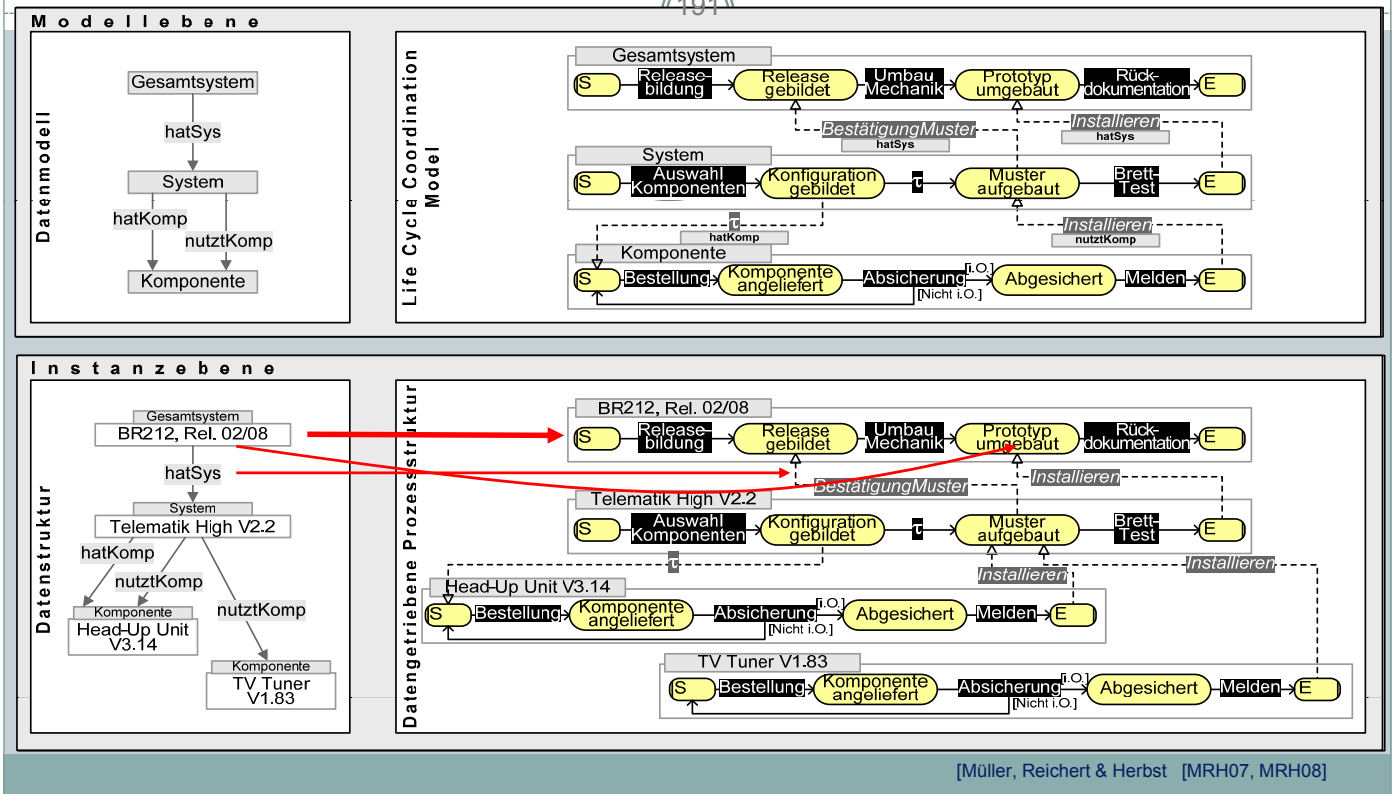 191
Modellebene
Datenmodell
Gesamtsystem
hatSys
System
hatKomp
nutztKomp
Komponente
Life Cycle Coordination
Model
Gesamtsystem
S
Release-
bildung
Release
gebildet
Umbau
Mechanik
Prototyp
umgebaut
Rück-
dokumentation
E
BestätigungMuster
hatSys
Installieren
hatSys
System
S
Auswahl
Komponenten
Konfiguration
gebildet
τ
Muster
aufgebaut
Brett-
Test
E
τ
hatKomp
Installieren
nutztKomp
Komponente
S
Bestellung
Komponente
angeliefert
Absicherung
[i.O.]
[Nicht i.O.]
Abgesichert
Melden
E
Instanzebene
Datenstruktur
Gesamtsystem
BR212, Rel. 02/08
hatSys
System
Telematik High V2.2
hatKomp
nutztKomp
nutztKomp
Komponente
Head-Up Unit
V3.14
Komponente
TV Tuner
V1.83
Datengetriebene Prozessstruktur
BR212, Rel. 02/08
S
Release-
bildung
Release
gebildet
Umbau
Mechanik
Prototyp
umgebaut
Rück-
dokumentation
E
BestätigungMuster
Installieren
Telematik High V2.2
S
Auswahl
Komponenten
Konfiguration
gebildet
τ
Muster
aufgebaut
Brett-
Test
E
τ
Installieren
Installieren
Head-Up Unit V3.14
S
Bestellung
Komponente
angeliefert
Absicherung
[i.O.]
[Nicht i.O.]
Abgesichert
Melden
E
TV Tuner V1.83
S
Bestellung
Komponente
angeliefert
Absicherung
[i.O.]
[Nicht i.O.]
Abgesichert
Melden
E
[Müller, Reichert & Herbst [MRH07, MRH08]